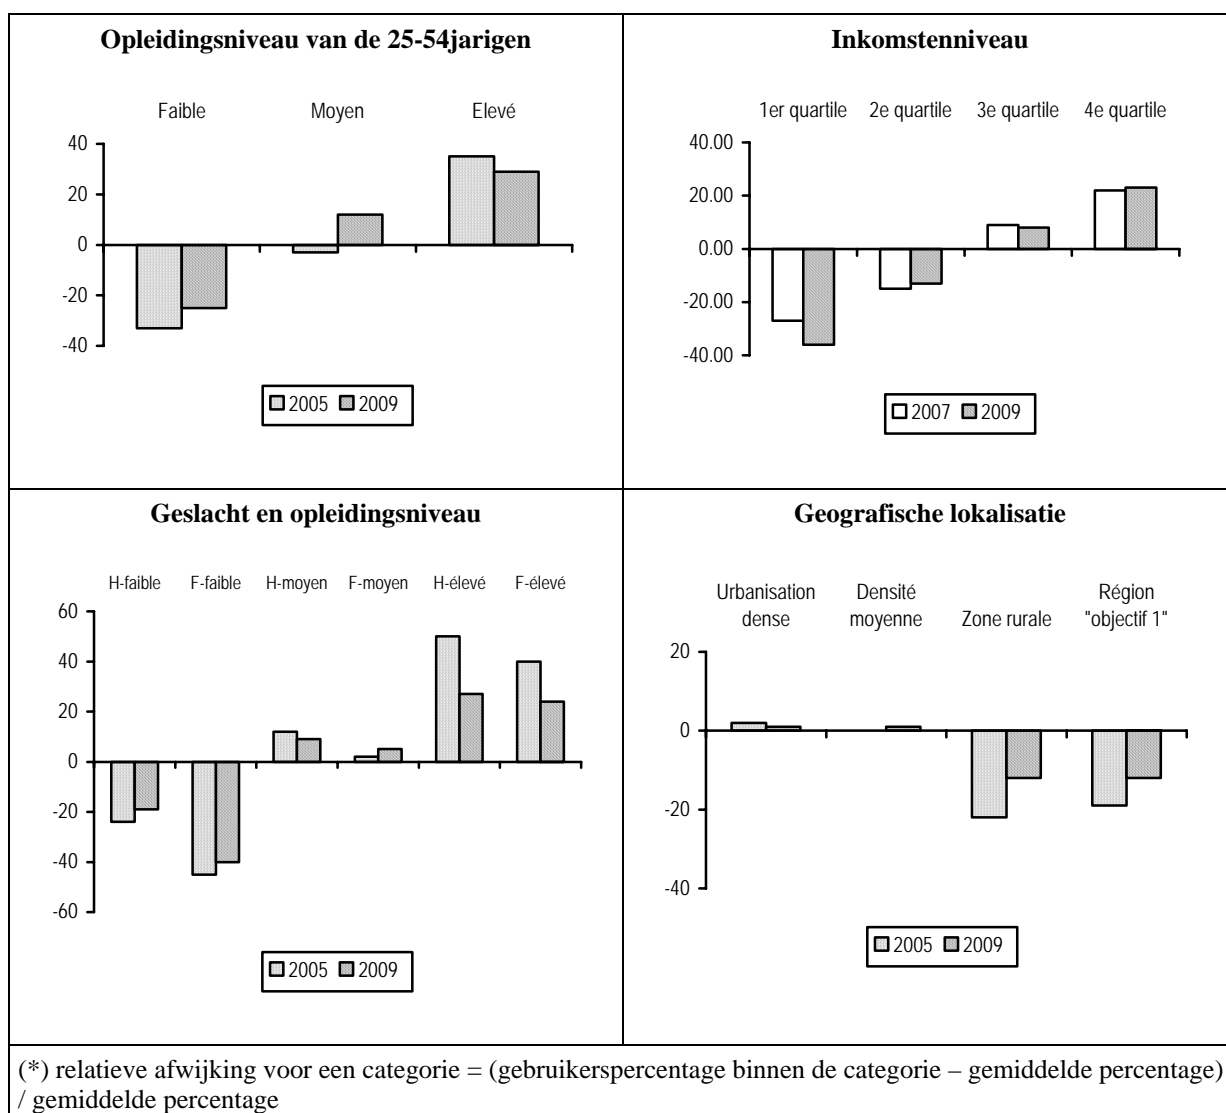 Opleidingsniveau van de 25-54jarigen
Faible Moyen Elevé
40
20
0
-20
-40
2005 2009
Inkomstenniveau
1er quartile 2e quartile 3e quartile 4e quartile
40.00
20.00
0.00
-20.00
-40.00
2007 2009
Geslacht en opleidingsniveau
H-faible F-faible H-moyen F-moyen H-élevé F-élevé
60
40
20
0
-20
-40
-60
2005 2009
Geografische lokalisatie
Urbanisation Densité Région
dense moyenne Zone rurale "objectif 1"
20
0
-20
-40
2005 2009
(*) relatieve afwijking voor een categorie = (gebruikerspercentage binnen de categorie – gemiddelde percentage)
/ gemiddelde percentage